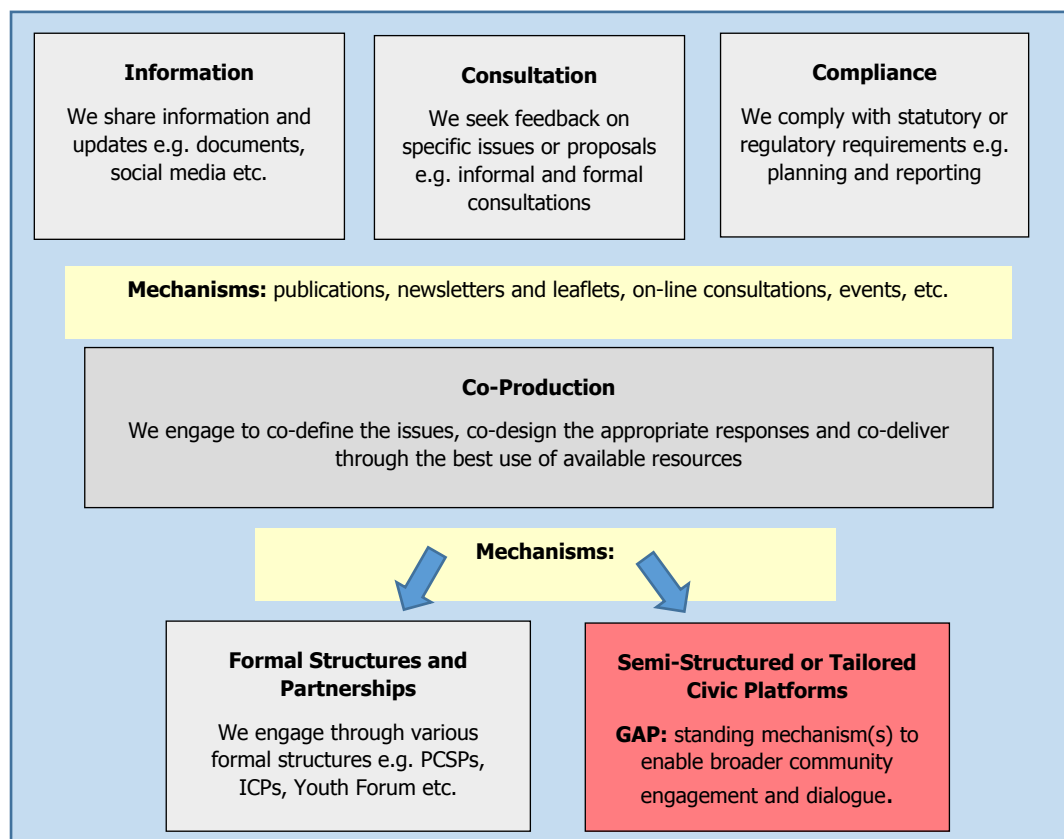 Information
We share information and
updates e.g. documents,
social media etc.
Consultation
We seek feedback on
specific issues or proposals
e.g. informal and formal
consultations
Compliance
We comply with statutory or
regulatory requirements e.g.
planning and reporting
Mechanisms: publications, newsletters and leaflets, on-line consultations, events, etc.
Co-Production
We engage to co-define the issues, co-design the appropriate responses and co-deliver
through the best use of available resources
Mechanisms:
Formal Structures and
Partnerships
We engage through various
formal structures e.g. PCSPs,
ICPs, Youth Forum etc.
Semi-Structured or Tailored
Civic Platforms
GAP: standing mechanism(s) to
enable broader community
engagement and dialogue.